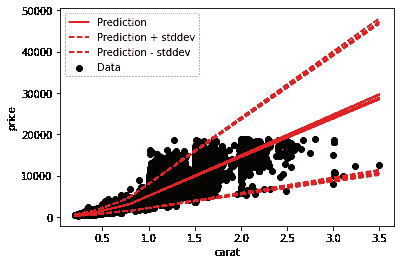 50000
40000
30000
20000
10000
0
price
Prediction
Prediction + stddev
Prediction - stddev
Data
0.5 1.0 1.5 2.0 2.5 3.0 3.5
carat